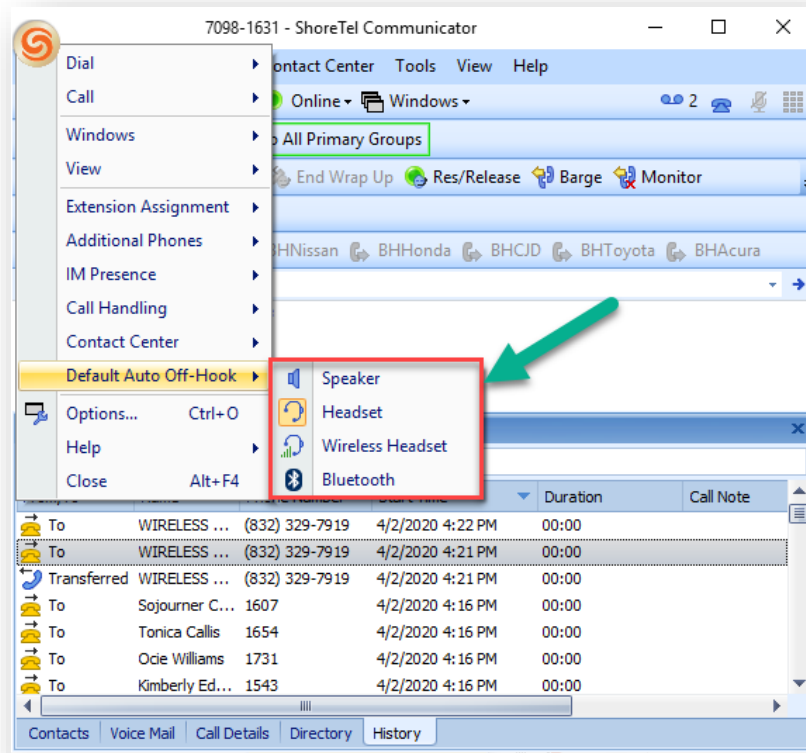 7098-1631 - ShoreTel Communicator
Dial
ontact Center Tools View Help
Call
Online Windows 2
Windows
All Primary Groups
View
End Wrap Up Res/Release Barge Monitor
Extension Assignment
Additional Phones
HNissan BHHonda BHCJD BHToyota BHAcura
IM Presence
Call Handling
Contact Center
Default Auto Off-Hook
Speaker
Options... Ctrl+O
Headset
Help
Wireless Headset
Close Alt+F4
Bluetooth
Duration Call Note
To WIRELESS ... (832) 329-7919 4/2/2020 4:22 PM 00:00
To WIRELESS ... (832) 329-7919 4/2/2020 4:21 PM 00:00
Transferred WIRELESS ... (832) 329-7919 4/2/2020 4:21 PM 00:00
To Sojourner C... 1607 4/2/2020 4:16 PM 00:00
To Tonica Callis 1654 4/2/2020 4:16 PM 00:00
To Ocie Williams 1731 4/2/2020 4:16 PM 00:00
To Kimberly Ed... 1543 4/2/2020 4:16 PM 00:00
Contacts Voice Mail Call Details Directory History